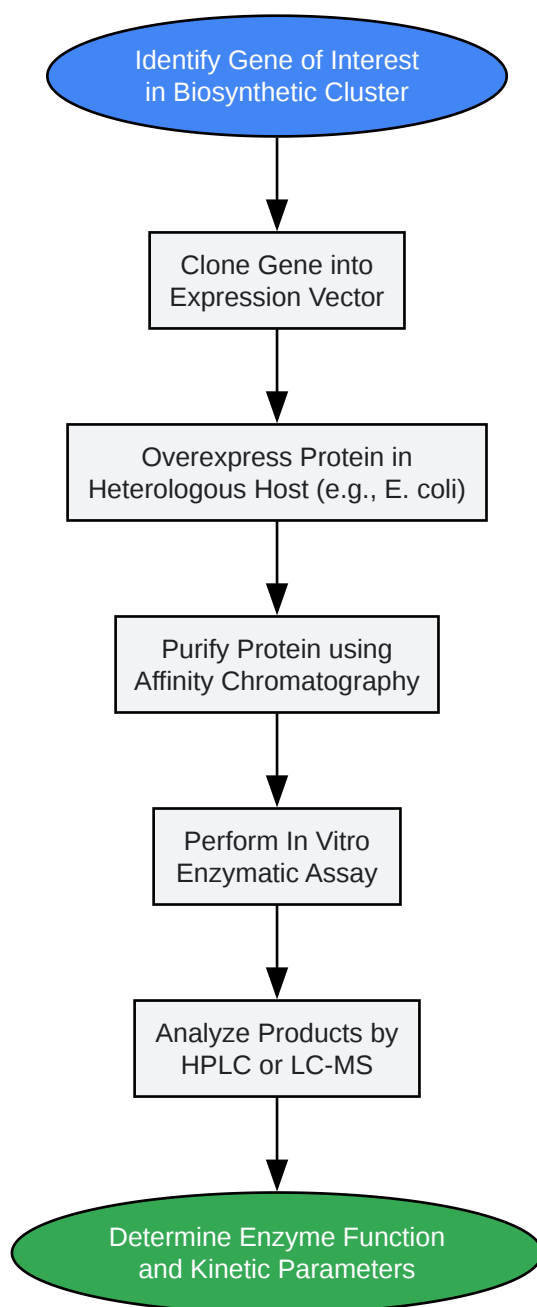 Identify Gene of Interest
in Biosynthetic Cluster
Clone Gene into
Expression Vector
Overexpress Protein in
Heterologous Host (e.g., E. coli)
Purify Protein using
Affinity Chromatography
Perform In Vitro
Enzymatic Assay
Analyze Products by
HPLC or LC-MS
Determine Enzyme Function
and Kinetic Parameters